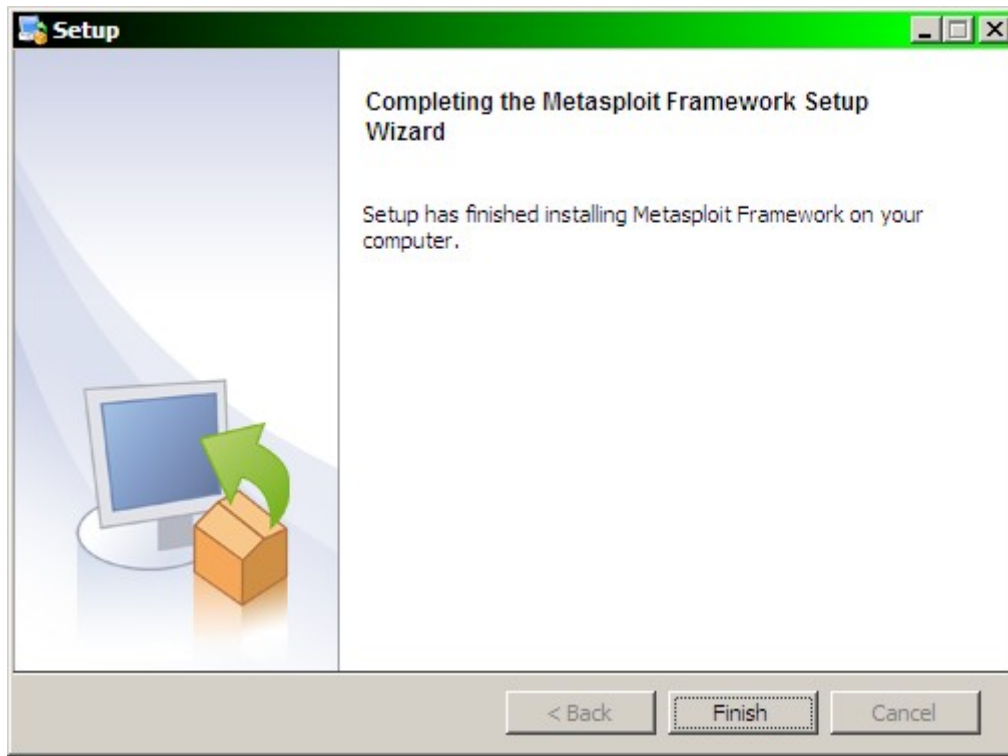 Setup
Completing the Metasploit Framework Setup
Wizard
Setup has finished installing Metasploit Framework on your
computer.
< Back
Finish
Cancel